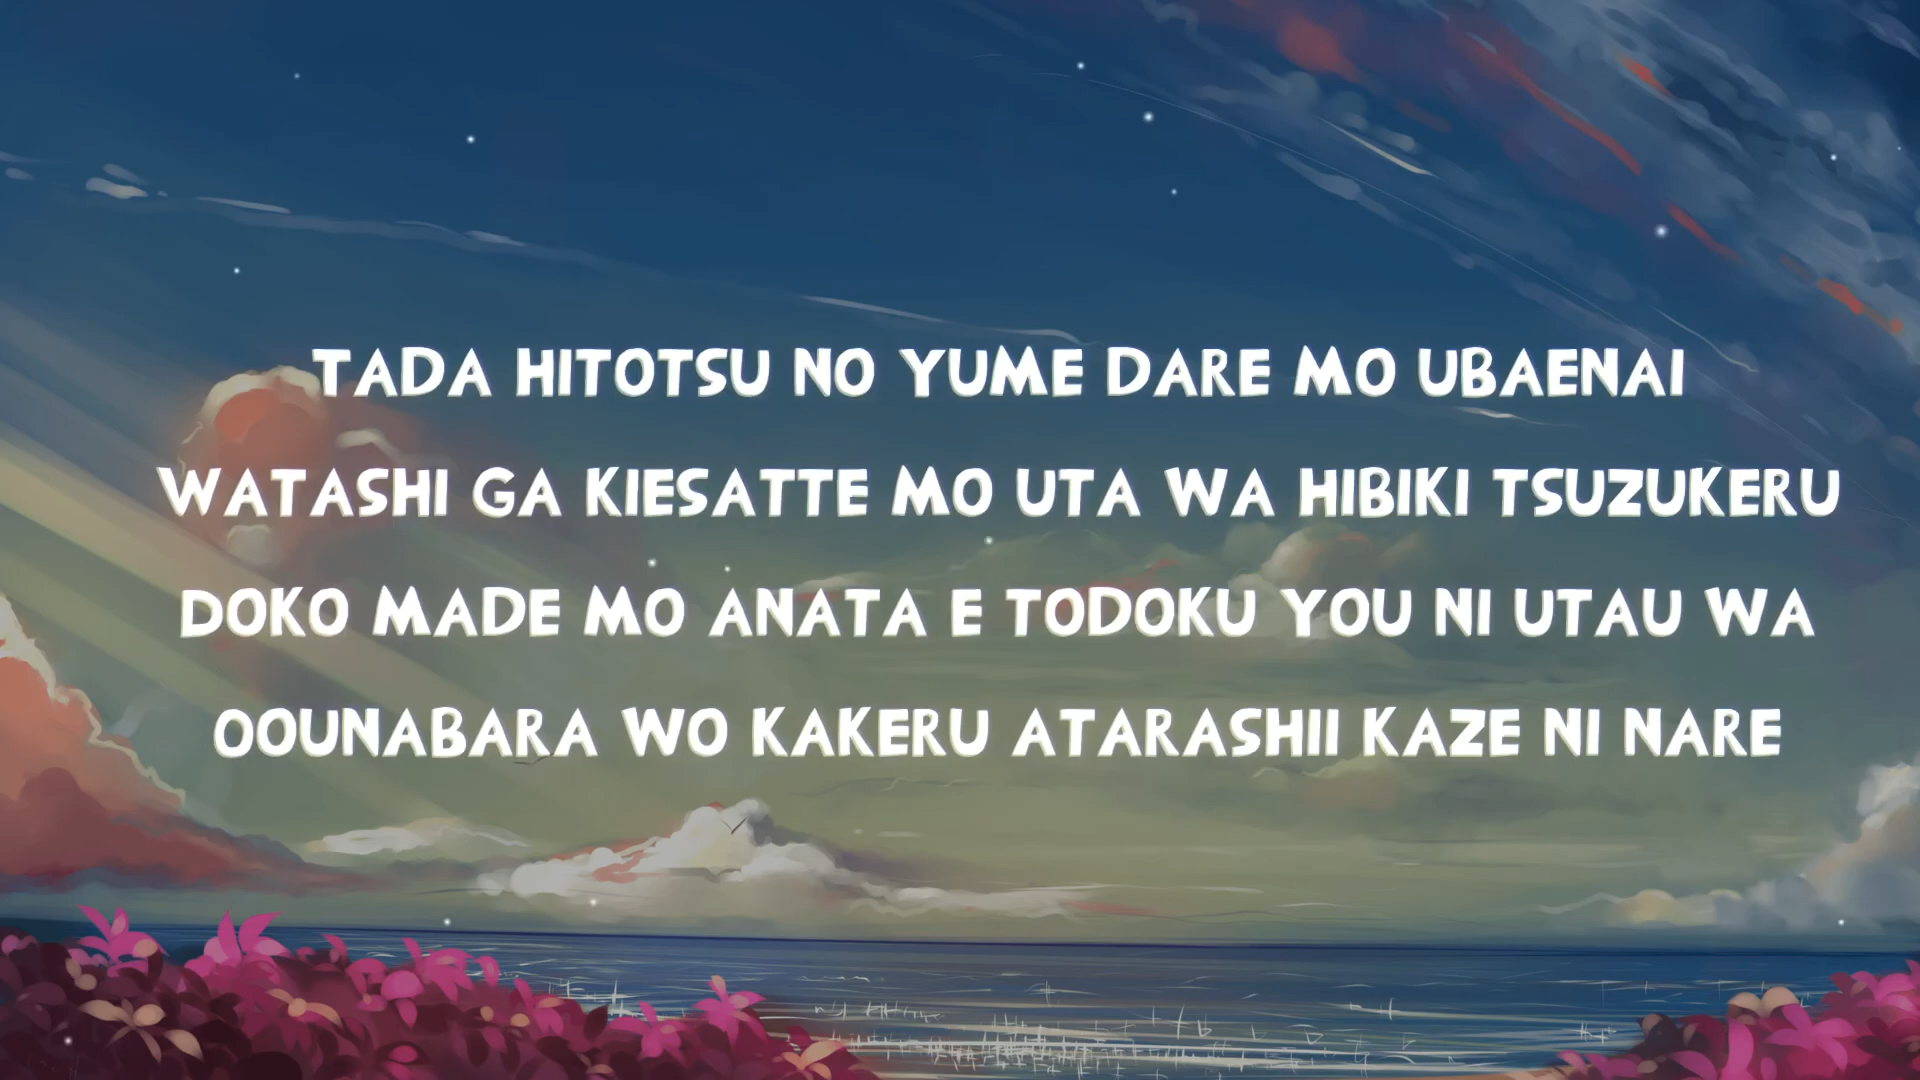 TADA HITOTSU NO YUME DARE MO UBAENAI
WATASHI GA KIESATTE MO UTA WA HIBIKI TSUZUKERU
DOKO MADE MO ANATA E TODOKU YOU NI UTAU WA
OOUNABARA WO KAKERU ATARASHII KAZE NI NARE